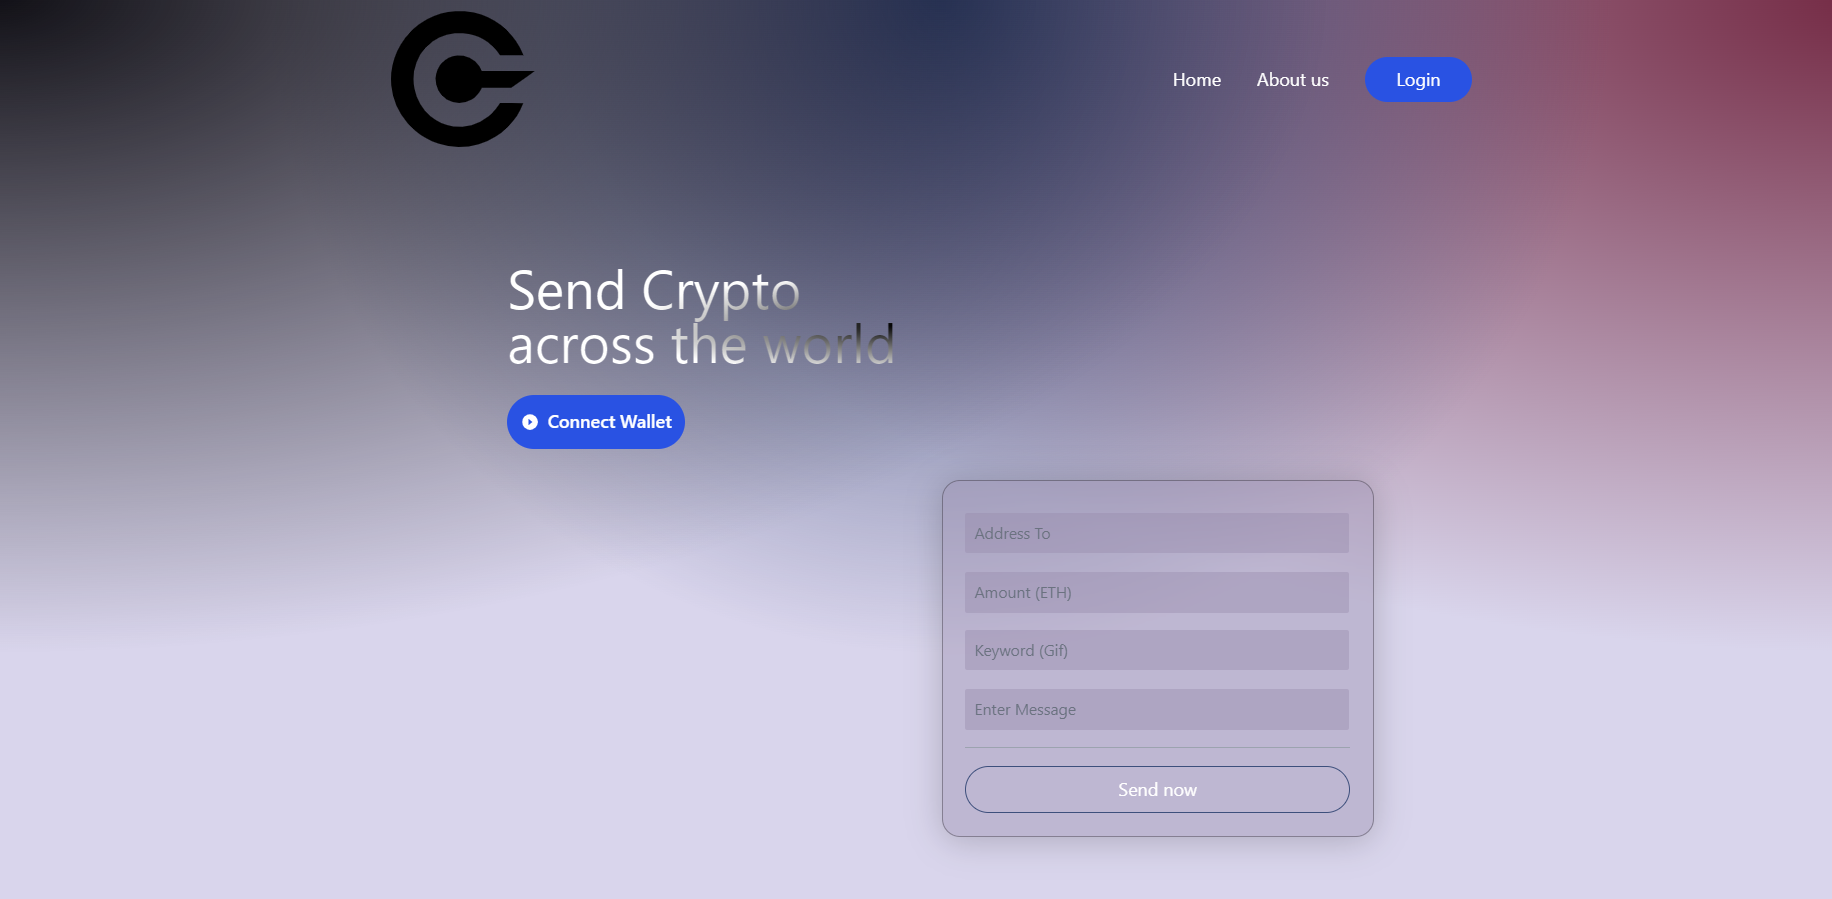 Home
About us
Login
Send Crypto
across the world
Connect Wallet
Address To
Amount (ETH)
Keyword (Gif)
Enter Message
Send now